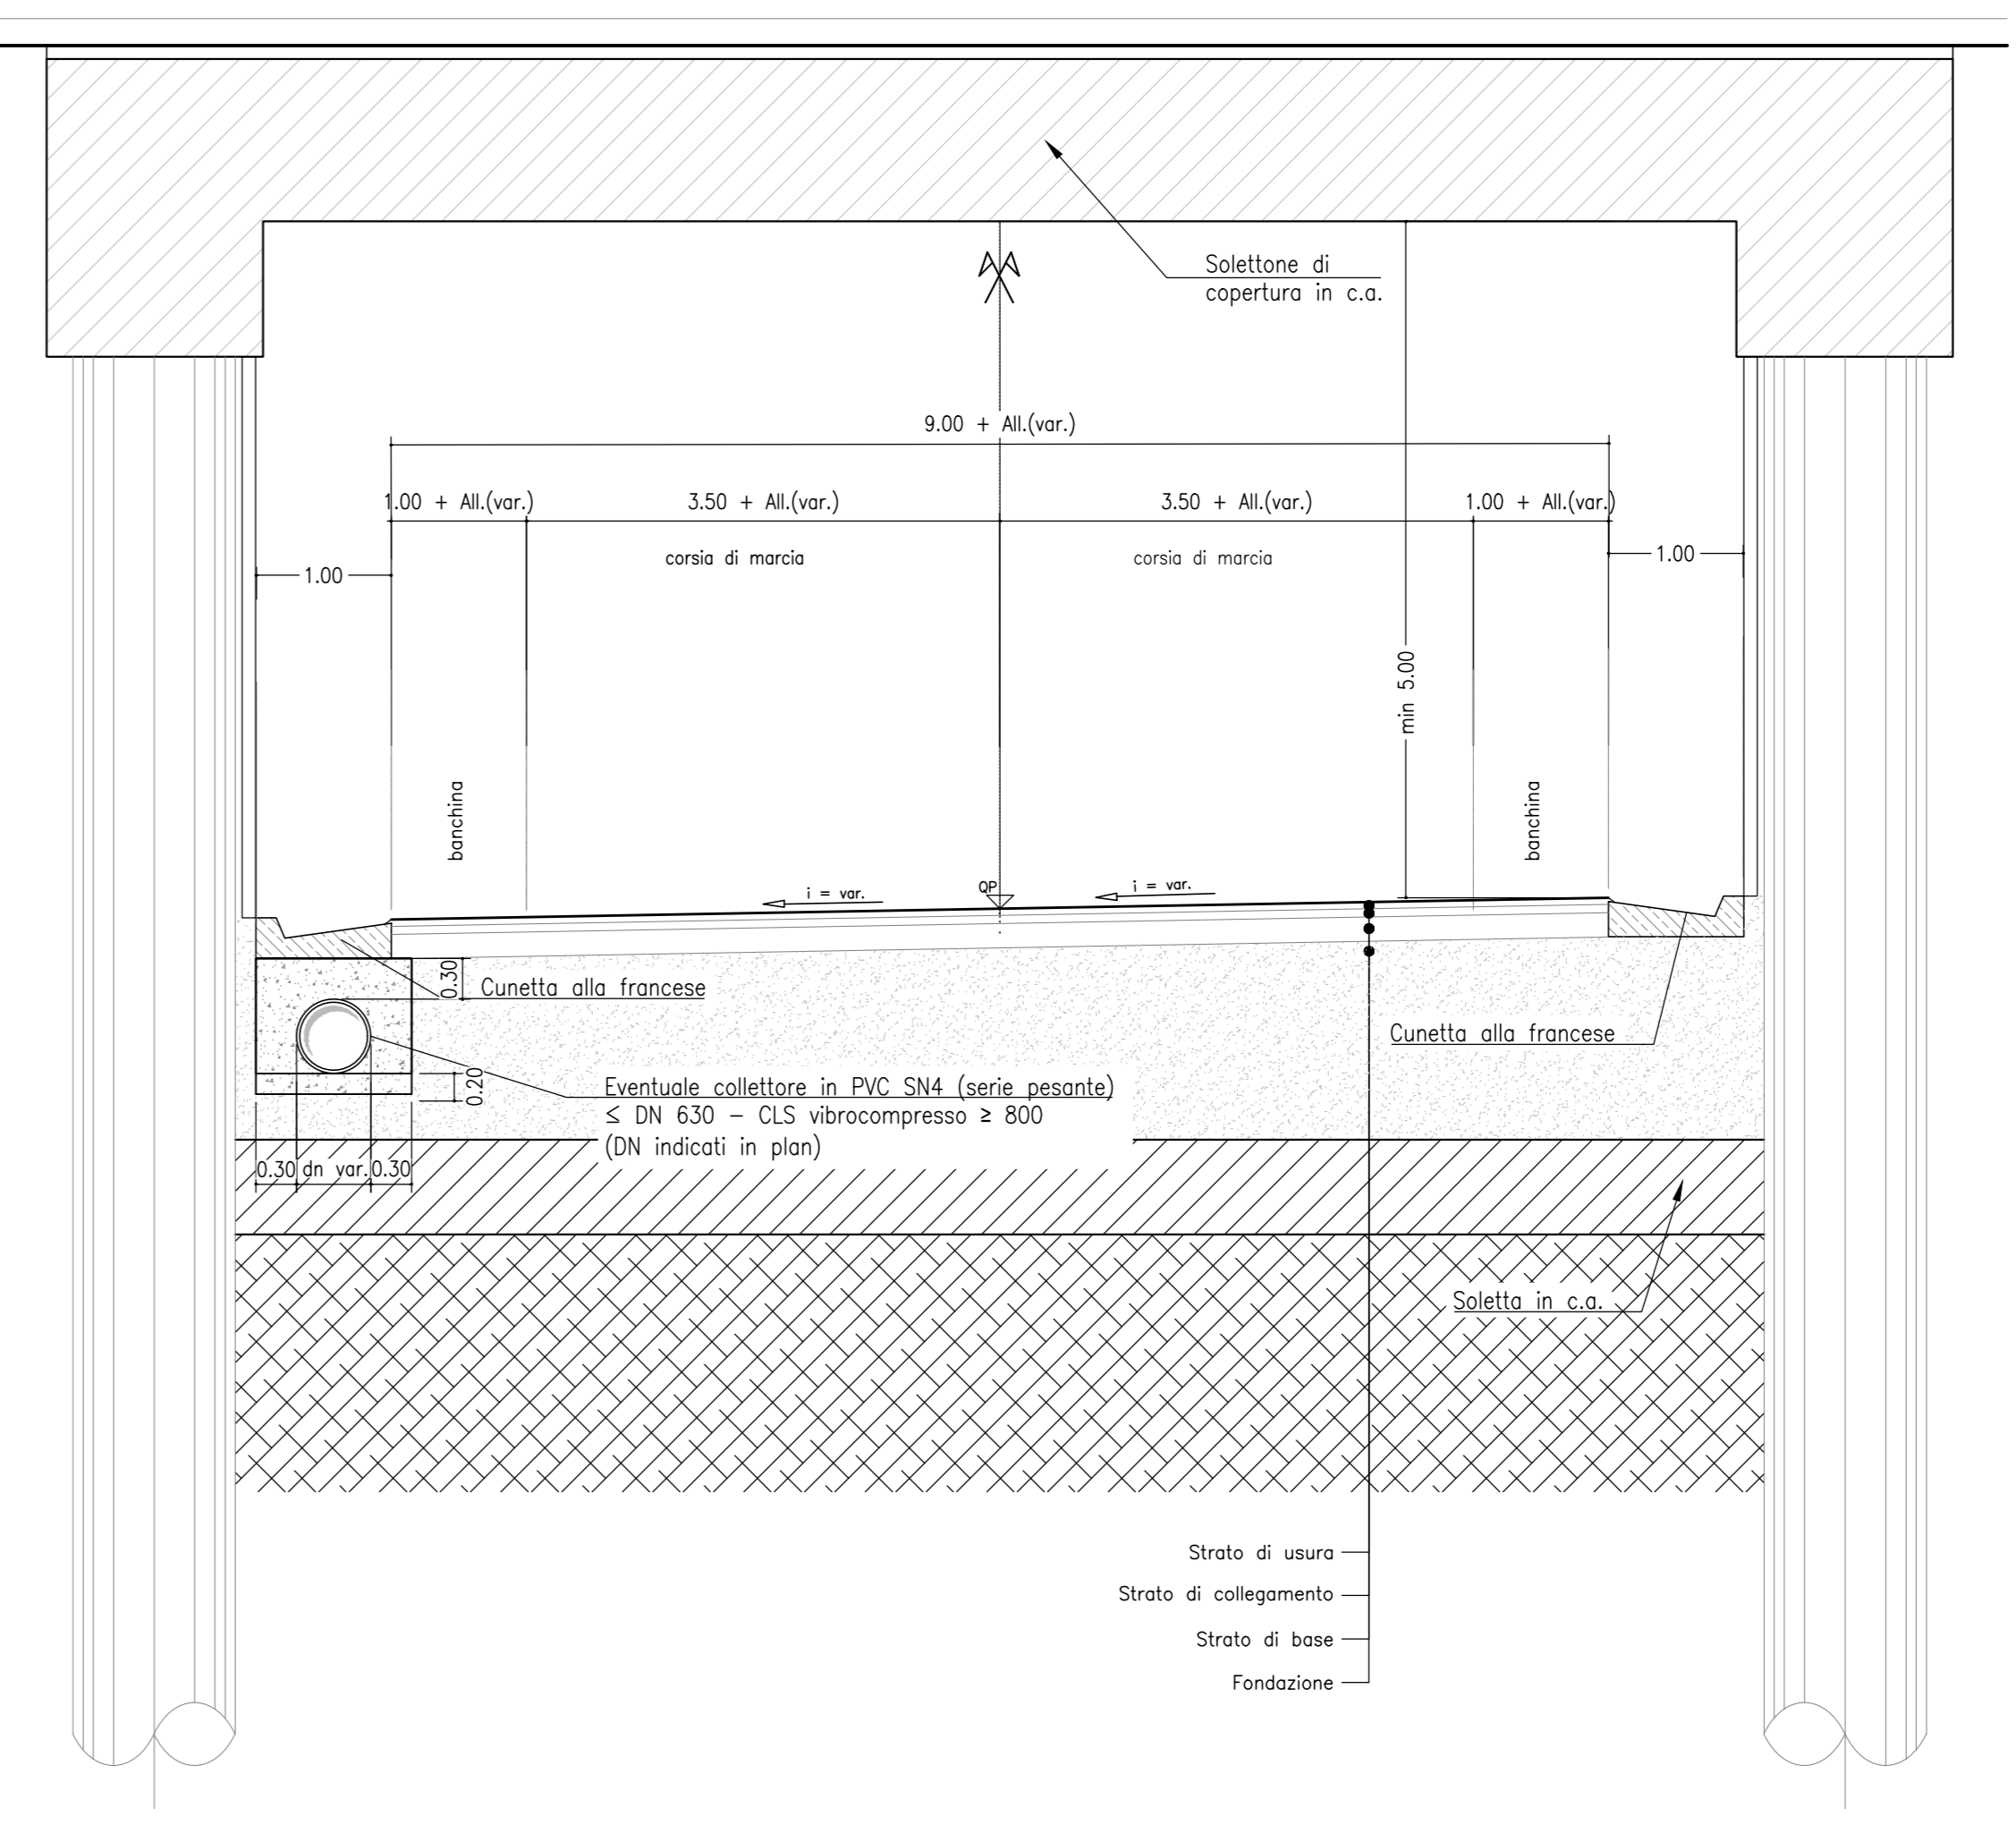 Solettone di
copertura in c.a.
9.00 + All.(var.)
1.00 + All.(var.)
3.50 + All.(var.)
3.50 + All.(var.)
1.00 + All.(var.)
corsia di marcia
corsia di marcia
1.00
1.00
min 5.00
banchina
banchina
i = var.
QP
i = var.
0.30
Cunetta alla francese
Cunetta alla francese
0.20
Eventuale collettore in PVC SN4 (serie pesante)
≤ DN 630 – CLS vibrocompresso ≥ 800
(DN indicati in plan)
0.30
dn var.
0.30
Soletta in c.a.
Strato di usura
Strato di collegamento
Strato di base
Fondazione